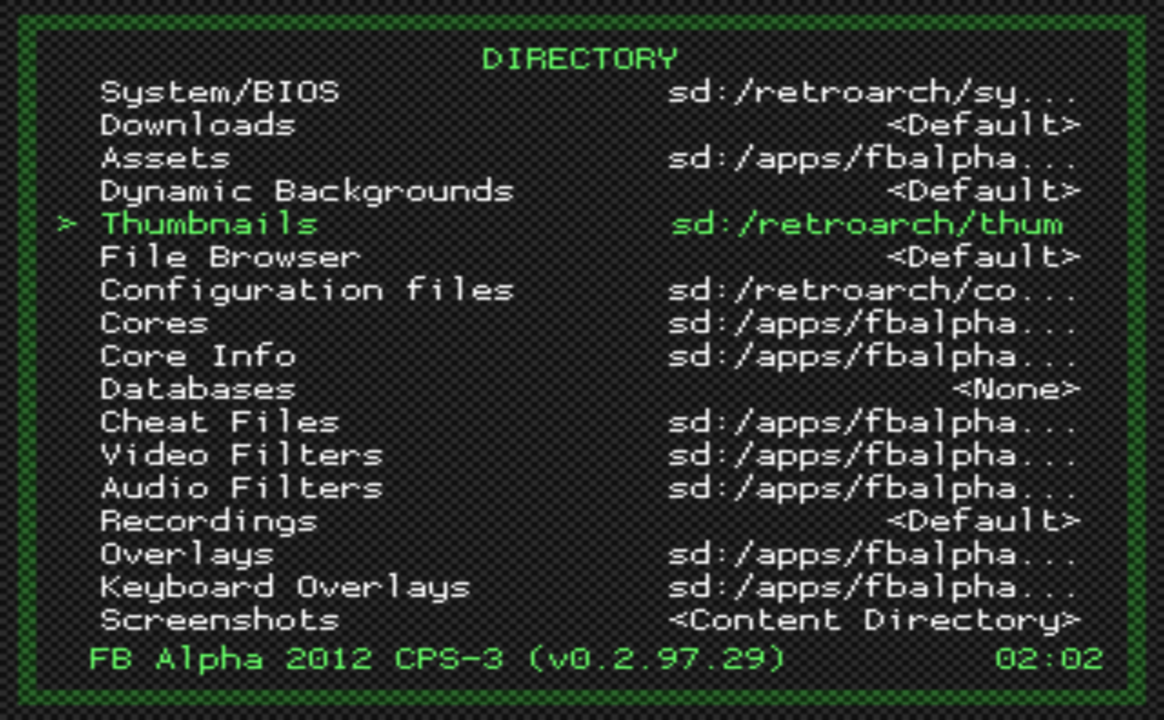 DIRECTORY
System/BIOS sd:/retroarch/sy...
Downloads <Default>
Assets sd:/apps/fbalpha...
Dynamic Backgrounds <Default>
> Thumbnails sd:/retroarch/thum
File Browser <Default>
Configuration files sd:/retroarch/co...
Cores sd:/apps/fbalpha...
Core Info sd:/apps/fbalpha...
Databases <None>
Cheat Files sd:/apps/fbalpha...
Video Filters sd:/apps/fbalpha...
Audio Filters sd:/apps/fbalpha...
Recordings <Default>
Overlays sd:/apps/fbalpha...
Keyboard Overlays sd:/apps/fbalpha...
Screenshots <Content Directory>
FB Alpha 2012 CPS-3 (v0.2.97.29) 02:02